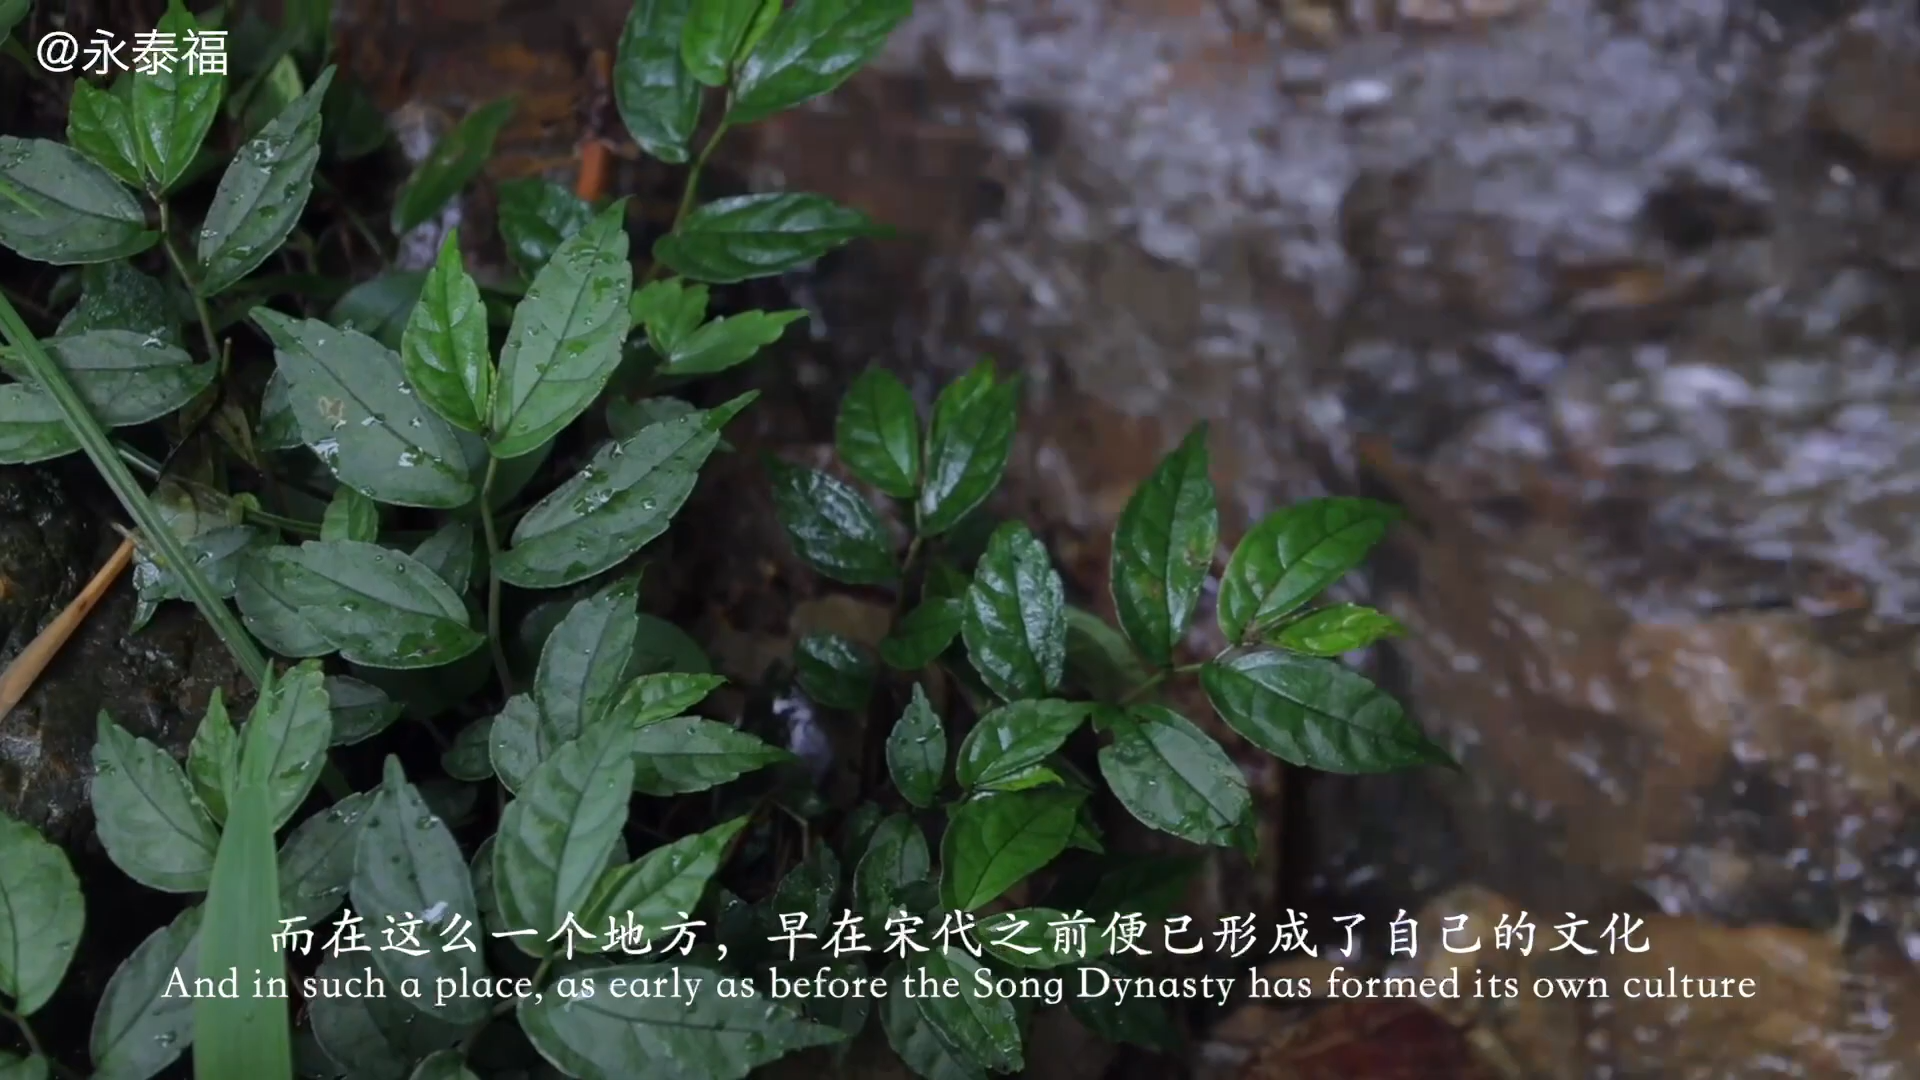 @永泰福
而在这么一个地方，早在宋代之前便已形成了自己的文化
And in such a place, as early as before the Song Dynasty has formed its own culture